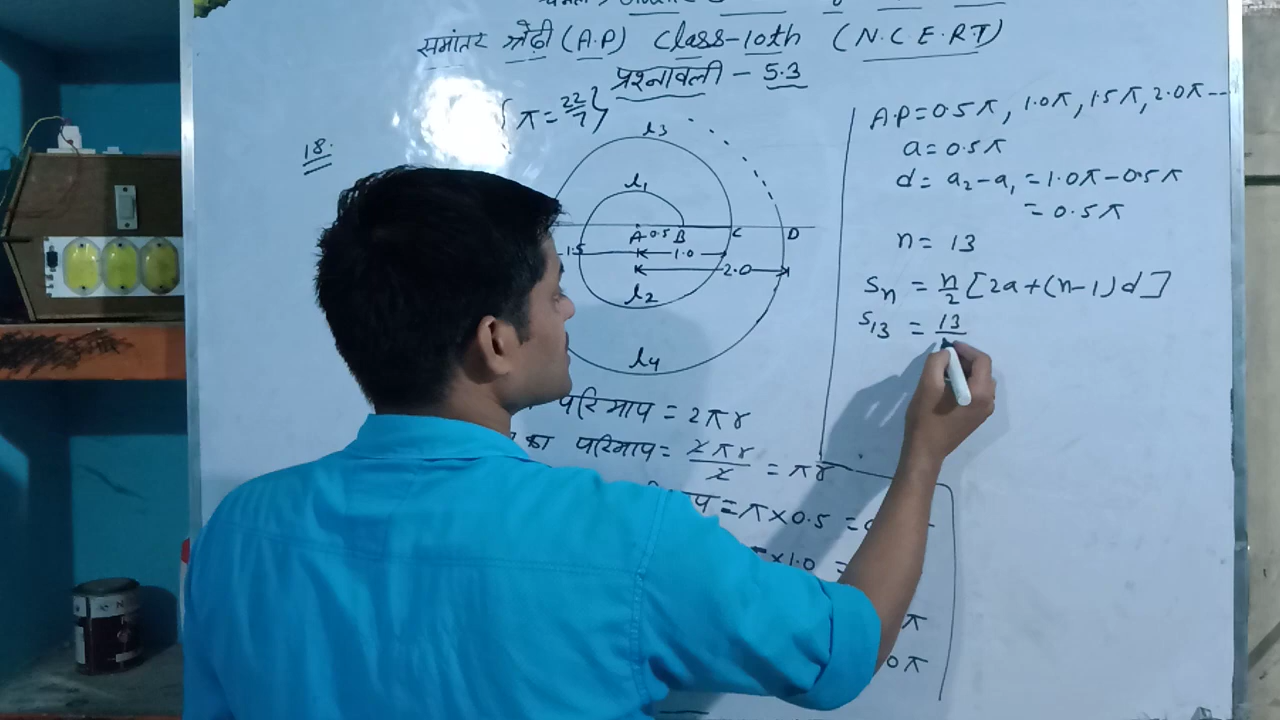 समांतर श्रेढ़ी (A.P) Class-10th (N.C.E.R.T)
प्रश्नावली - 5.3
{π = 22/7}
18.
l3
l1
A 0.5 B C D
1.5 1.0
2.0
l2
l4
परिमाप = 2πr
का परिमाप = 2πr/2 = πr
= π×0.5 =
×1.0 =
π
0π
A.P = 0.5π, 1.0π, 1.5π, 2.0π --
a = 0.5π
d = a2 - a1 = 1.0π - 0.5π
= 0.5π
n = 13
Sn = n/2 [2a+(n-1)d]
S13 = 13